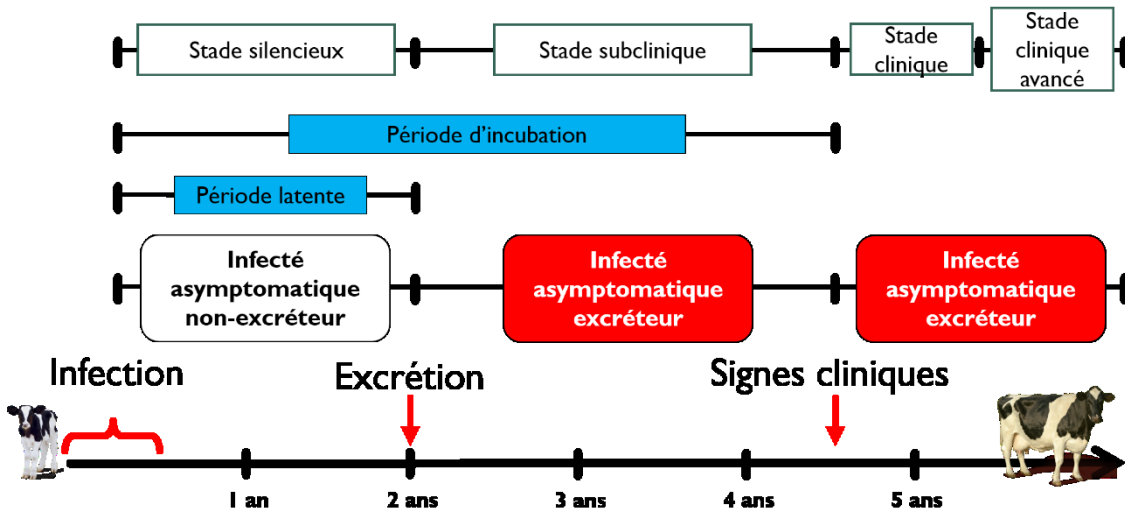 Stade silencieux
Stade subclinique
Stade
clinique
Stade
clinique
avancé
Période d'incubation
Période latente
Infecté
asymptomatique
non-excréteur
Infecté
asymptomatique
excréteur
Infecté
asymptomatique
excréteur
Infection
Excrétion
Signes cliniques
1 an
2 ans
3 ans
4 ans
5 ans